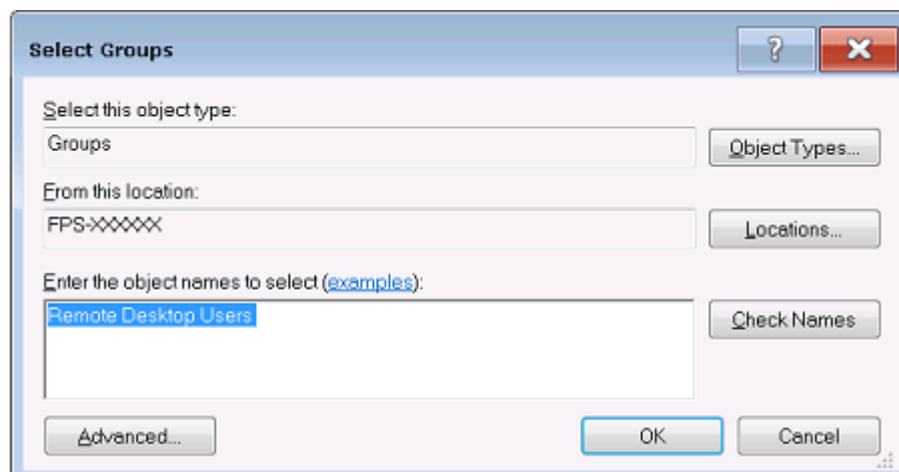 Select Groups
Select this object type:
Groups
Object Types...
From this location:
FPS-XXXXXX
Locations...
Enter the object names to select (examples):
Remote Desktop Users
Check Names
Advanced...
OK
Cancel